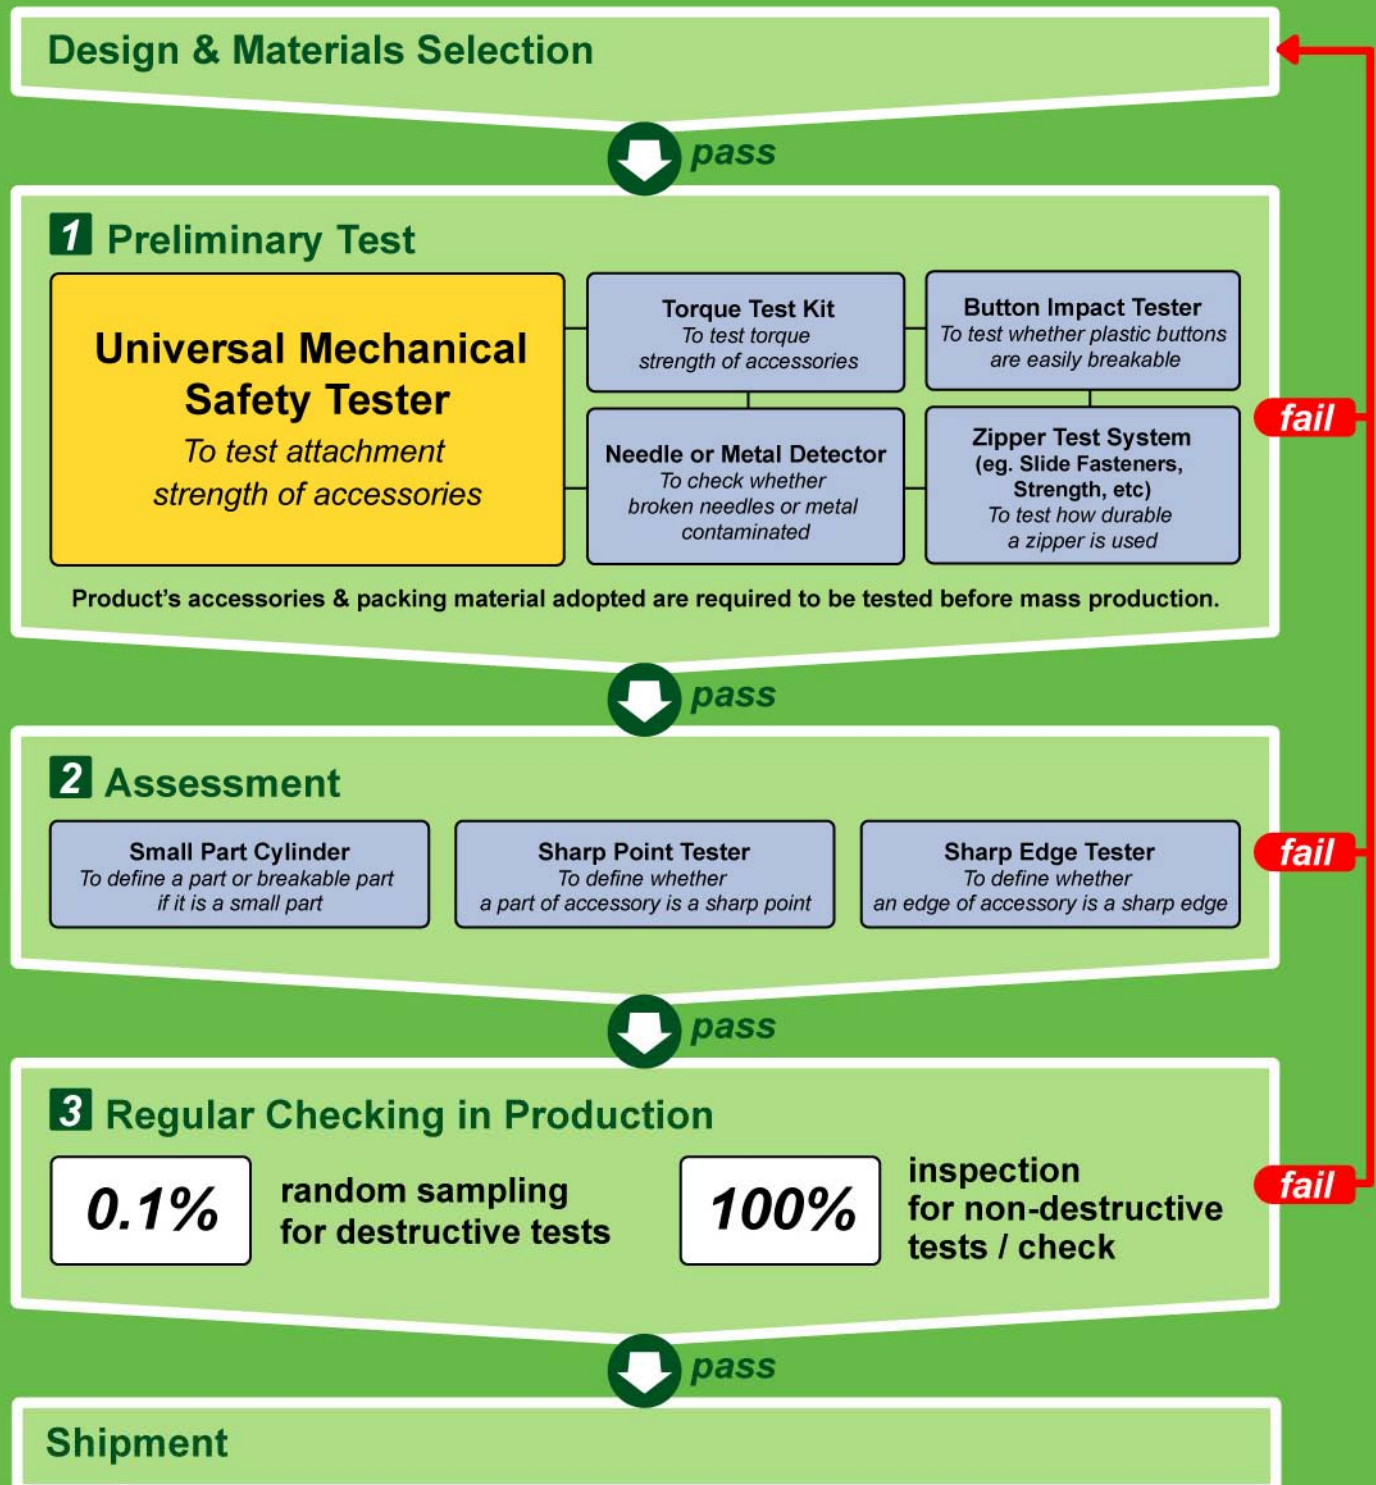 Design & Materials Selection
pass
1 Preliminary Test
Universal Mechanical
Safety Tester
To test attachment
strength of accessories
Torque Test Kit
To test torque
strength of accessories
Button Impact Tester
To test whether plastic buttons
are easily breakable
Needle or Metal Detector
To check whether
broken needles or metal
contaminated
Zipper Test System
(eg. Slide Fasteners,
Strength, etc)
To test how durable
a zipper is used
fail
Product's accessories & packing material adopted are required to be tested before mass production.
pass
2 Assessment
Small Part Cylinder
To define a part or breakable part
if it is a small part
Sharp Point Tester
To define whether
a part of accessory is a sharp point
Sharp Edge Tester
To define whether
an edge of accessory is a sharp edge
fail
pass
3 Regular Checking in Production
0.1%
random sampling
for destructive tests
100%
inspection
for non-destructive
tests / check
fail
pass
Shipment